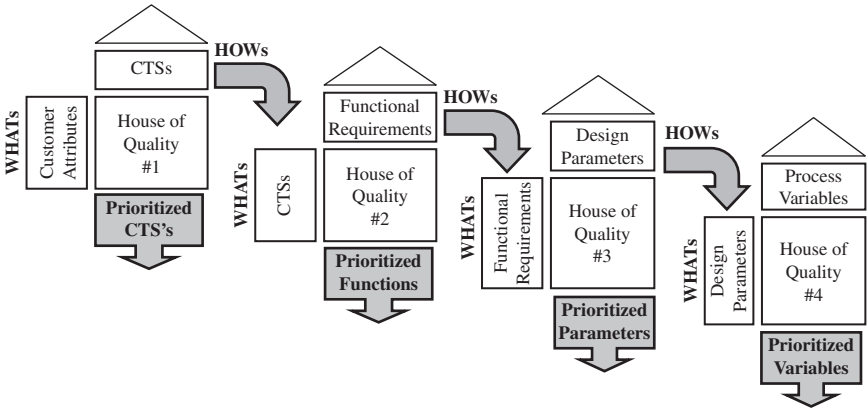 CTSs
HOWs
WHATs
Customer
Attributes
House of
Quality
#1
Prioritized
CTS's
Functional
Requirements
HOWs
WHATs
CTSs
House of
Quality
#2
Prioritized
Functions
Design
Parameters
HOWs
WHATs
Functional
Requirements
House of
Quality
#3
Prioritized
Parameters
Process
Variables
WHATs
Design
Parameters
House of
Quality
#4
Prioritized
Variables